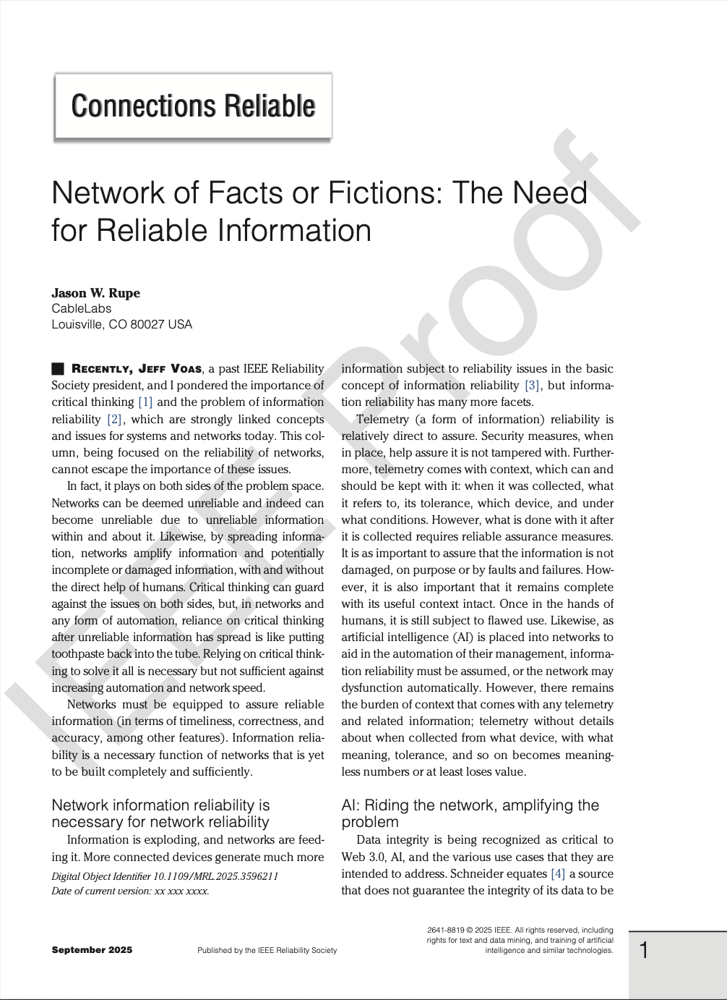 Connections Reliable
Network of Facts or Fictions: The Need
for Reliable Information
Jason W. Rupe
CableLabs
Louisville, CO 80027 USA
■ Recently, Jeff Voas, a past IEEE Reliability
Society president, and I pondered the importance of
critical thinking [1] and the problem of information
reliability [2], which are strongly linked concepts
and issues for systems and networks today. This col-
umn, being focused on the reliability of networks,
cannot escape the importance of these issues.
In fact, it plays on both sides of the problem space.
Networks can be deemed unreliable and indeed can
become unreliable due to unreliable information
within and about it. Likewise, by spreading informa-
tion, networks amplify information and potentially
incomplete or damaged information, with and without
the direct help of humans. Critical thinking can guard
against the issues on both sides, but, in networks and
any form of automation, reliance on critical thinking
after unreliable information has spread is like putting
toothpaste back into the tube. Relying on critical think-
ing to solve it all is necessary but not sufficient against
increasing automation and network speed.
Networks must be equipped to assure reliable
information (in terms of timeliness, correctness, and
accuracy, among other features). Information relia-
bility is a necessary function of networks that is yet
to be built completely and sufficiently.
Network information reliability is
necessary for network reliability
Information is exploding, and networks are feed-
ing it. More connected devices generate much more
Digital Object Identifier 10.1109/MRL.2025.3596211
Date of current version: xx xxx xxxx.
information subject to reliability issues in the basic
concept of information reliability [3], but informa-
tion reliability has many more facets.
Telemetry (a form of information) reliability is
relatively direct to assure. Security measures, when
in place, help assure it is not tampered with. Further-
more, telemetry comes with context, which can and
should be kept with it: when it was collected, what
it refers to, its tolerance, which device, and under
what conditions. However, what is done with it after
it is collected requires reliable assurance measures.
It is as important to assure that the information is not
damaged, on purpose or by faults and failures. How-
ever, it is also important that it remains complete
with its useful context intact. Once in the hands of
humans, it is still subject to flawed use. Likewise, as
artificial intelligence (AI) is placed into networks to
aid in the automation of their management, informa-
tion reliability must be assumed, or the network may
dysfunction automatically. However, there remains
the burden of context that comes with any telemetry
and related information; telemetry without details
about when collected from what device, with what
meaning, tolerance, and so on becomes meaning-
less numbers or at least loses value.
AI: Riding the network, amplifying the
problem
Data integrity is being recognized as critical to
Web 3.0, AI, and the various use cases that they are
intended to address. Schneider equates [4] a source
that does not guarantee the integrity of its data to be
September 2025
Published by the IEEE Reliability Society
2641-8819 © 2025 IEEE. All rights reserved, including
rights for text and data mining, and training of artificial
intelligence and similar technologies.
1
IEEE Proof